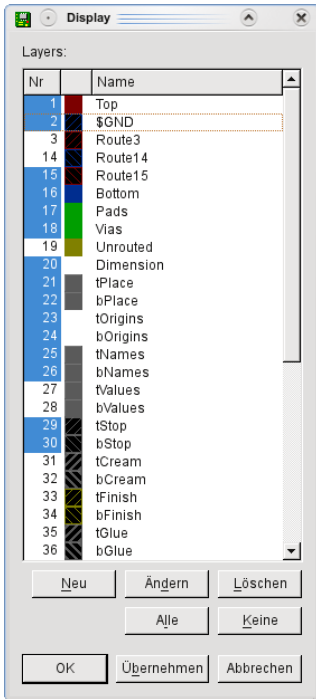 Display
Layers:
Nr Name
1 Top
2 $GND
3 Route3
14 Route14
15 Route15
16 Bottom
17 Pads
18 Vias
19 Unrouted
20 Dimension
21 tPlace
22 bPlace
23 tOrigins
24 bOrigins
25 tNames
26 bNames
27 tValues
28 bValues
29 tStop
30 bStop
31 tCream
32 bCream
33 tFinish
34 bFinish
35 tGlue
36 bGlue
Neu Ändern Löschen
Alle Keine
OK Übernehmen Abbrechen